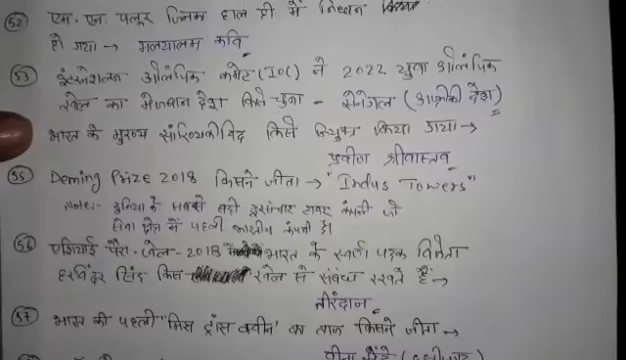 (52) एम. एन. पलूर जिनका हाल ही में निधन
हो गया → मलयालम कवि
(53) इंटरनेशनल ओलंपिक कमेटी (IOC) ने 2022 युवा ओलंपिक
खेल का मेजबान देश किसे चुना - सेनेगल (अफ्रीकी देश)
भारत के मुख्य सांख्यिकीविद किसे नियुक्त किया गया →
प्रवीण श्रीवास्तव
(55) Deming Prize 2018 किसने जीता → "Indus Towers"
Note:- दुनिया के सबसे बड़ी दूरसंचार टावर कंपनी जो
सेवा क्षेत्र में पहली भारतीय कंपनी है।
(56) एशियाई पैरा-खेल-2018 में भारत के स्वर्ण पदक विजेता
हरविंदर सिंह किस खेल से संबंध रखते हैं →
तीरंदाज
(57) भारत की पहली "मिस ट्रांस क्वीन" का ताज किसने जीता →